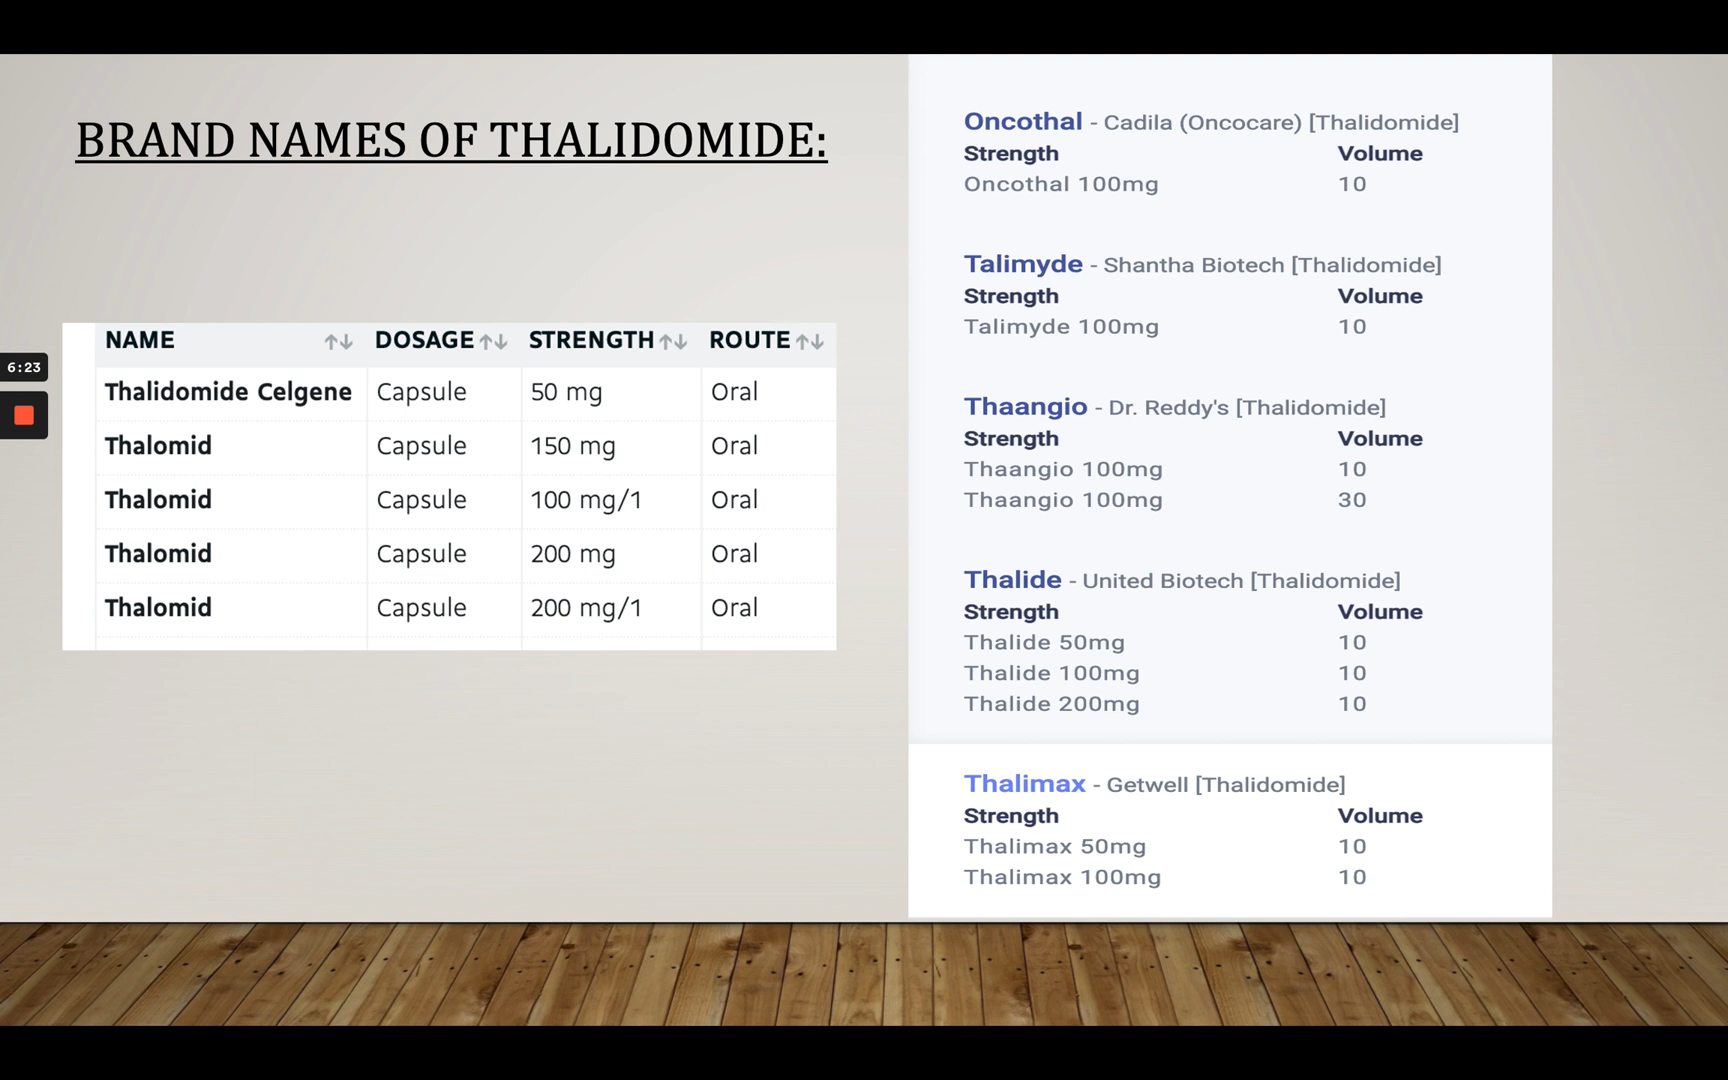 BRAND NAMES OF THALIDOMIDE:
6:23
NAME DOSAGE STRENGTH ROUTE
Thalidomide Celgene Capsule 50 mg Oral
Thalomid Capsule 150 mg Oral
Thalomid Capsule 100 mg/1 Oral
Thalomid Capsule 200 mg Oral
Thalomid Capsule 200 mg/1 Oral
Oncothal - Cadila (Oncocare) [Thalidomide]
Strength Volume
Oncothal 100mg 10
Talimyde - Shantha Biotech [Thalidomide]
Strength Volume
Talimyde 100mg 10
Thaangio - Dr. Reddy's [Thalidomide]
Strength Volume
Thaangio 100mg 10
Thaangio 100mg 30
Thalide - United Biotech [Thalidomide]
Strength Volume
Thalide 50mg 10
Thalide 100mg 10
Thalide 200mg 10
Thalimax - Getwell [Thalidomide]
Strength Volume
Thalimax 50mg 10
Thalimax 100mg 10